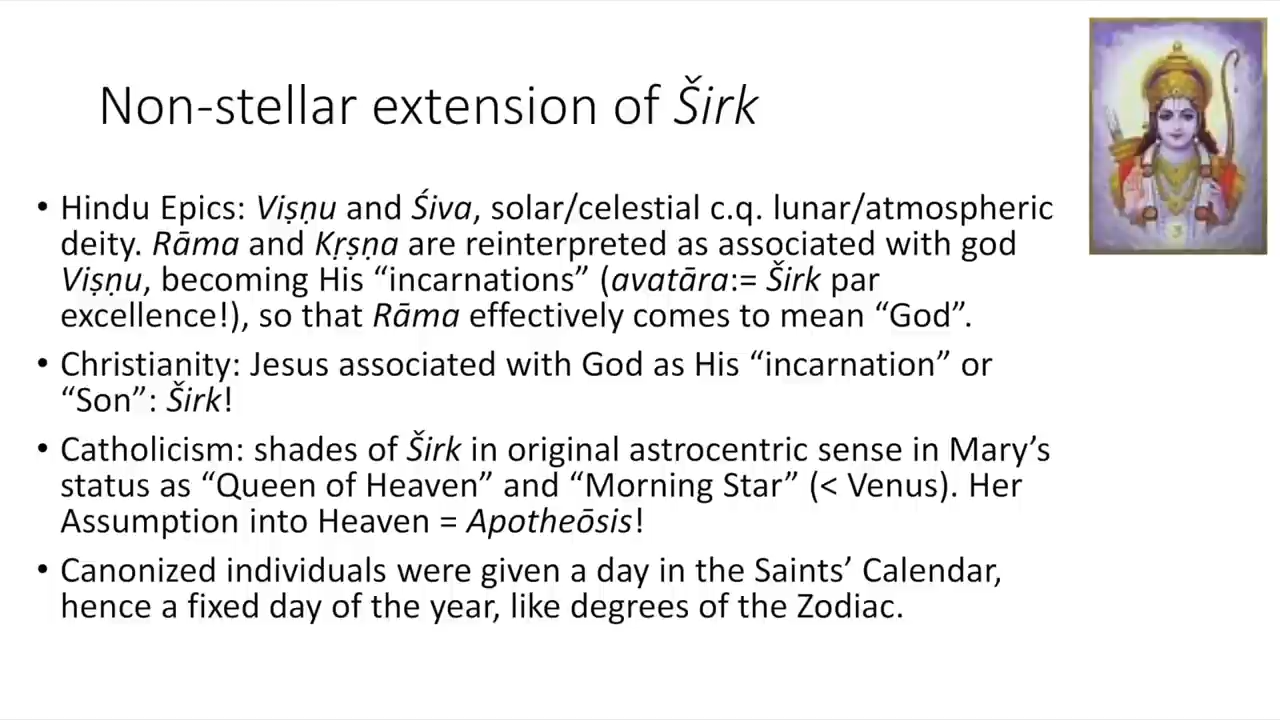 Non-stellar extension of Širk
• Hindu Epics: Viṣṇu and Śiva, solar/celestial c.q. lunar/atmospheric
deity. Rāma and Kṛṣṇa are reinterpreted as associated with god
Viṣṇu, becoming His “incarnations” (avatāra:= Širk par
excellence!), so that Rāma effectively comes to mean “God”.
• Christianity: Jesus associated with God as His “incarnation” or
“Son”: Širk!
• Catholicism: shades of Širk in original astrocentric sense in Mary’s
status as “Queen of Heaven” and “Morning Star” (< Venus). Her
Assumption into Heaven = Apotheōsis!
• Canonized individuals were given a day in the Saints’ Calendar,
hence a fixed day of the year, like degrees of the Zodiac.